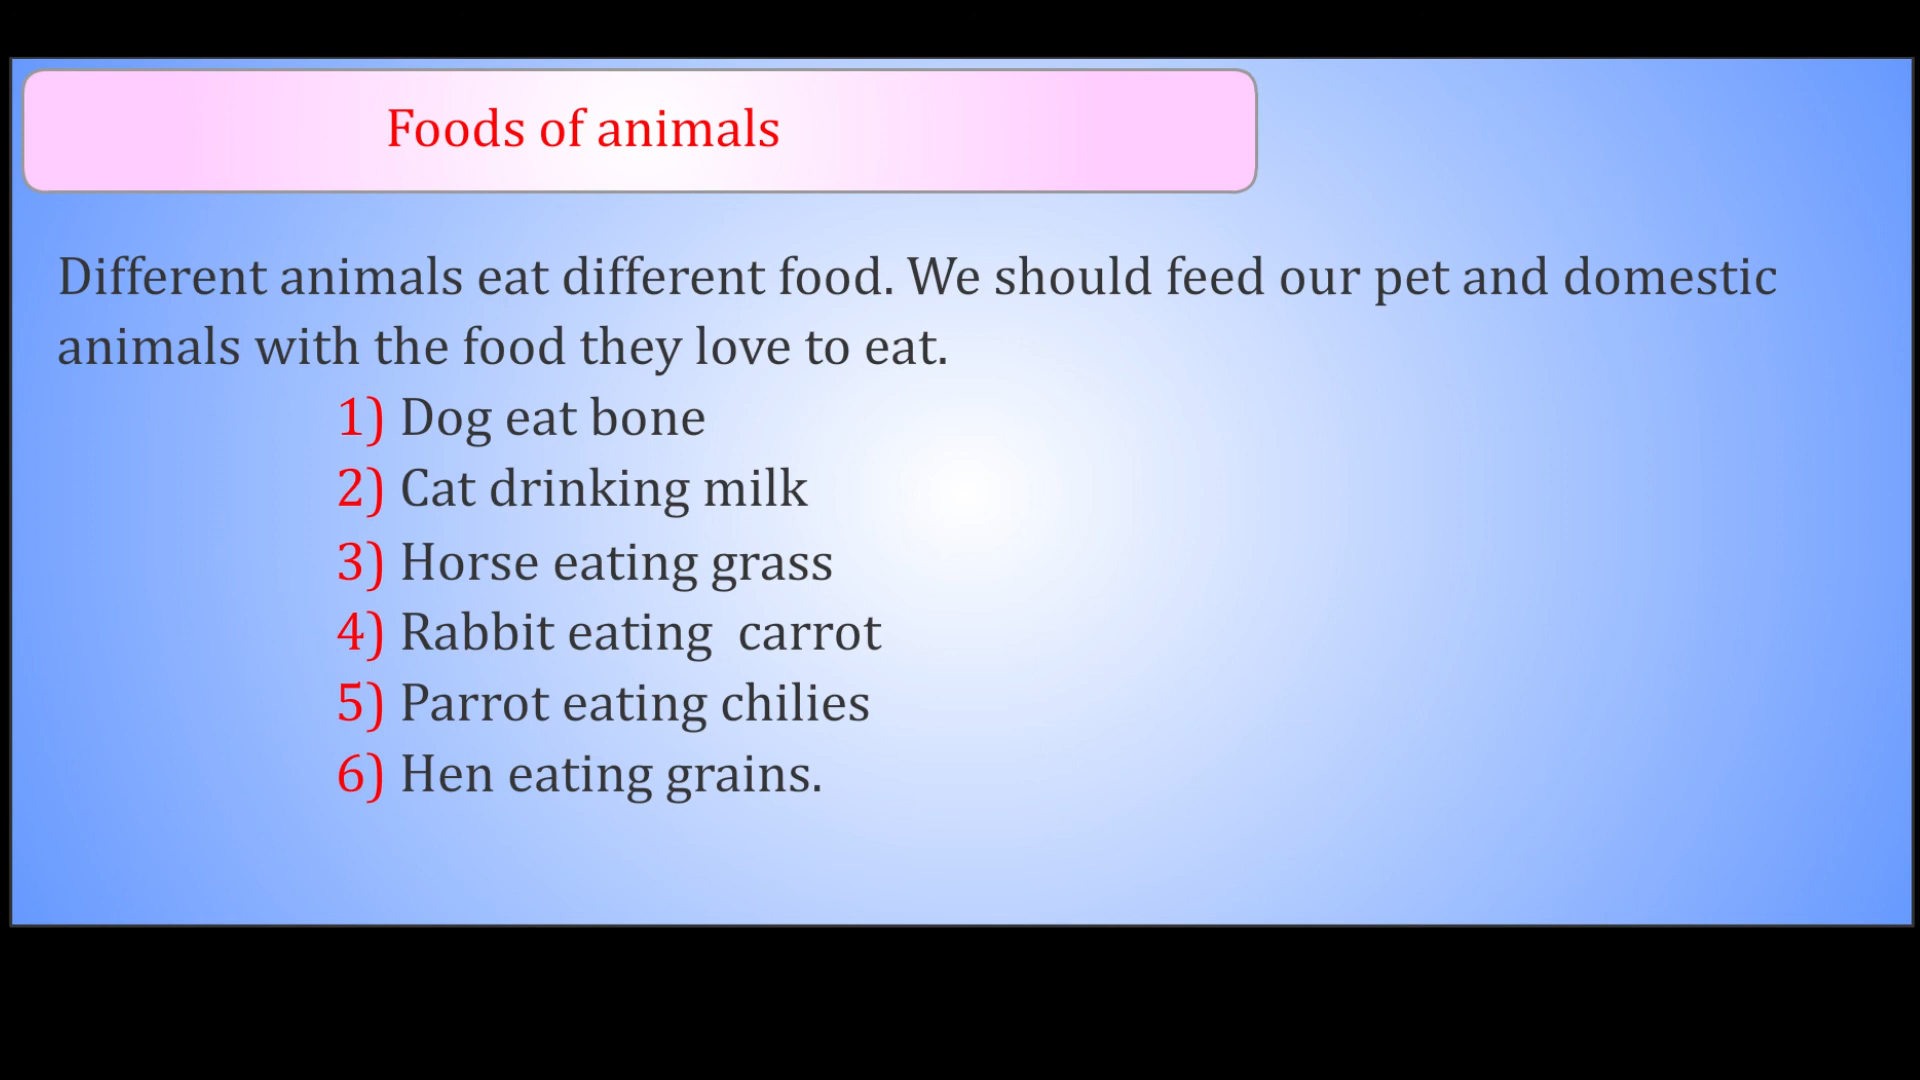 Foods of animals
Different animals eat different food. We should feed our pet and domestic
animals with the food they love to eat.
1) Dog eat bone
2) Cat drinking milk
3) Horse eating grass
4) Rabbit eating  carrot
5) Parrot eating chilies
6) Hen eating grains.